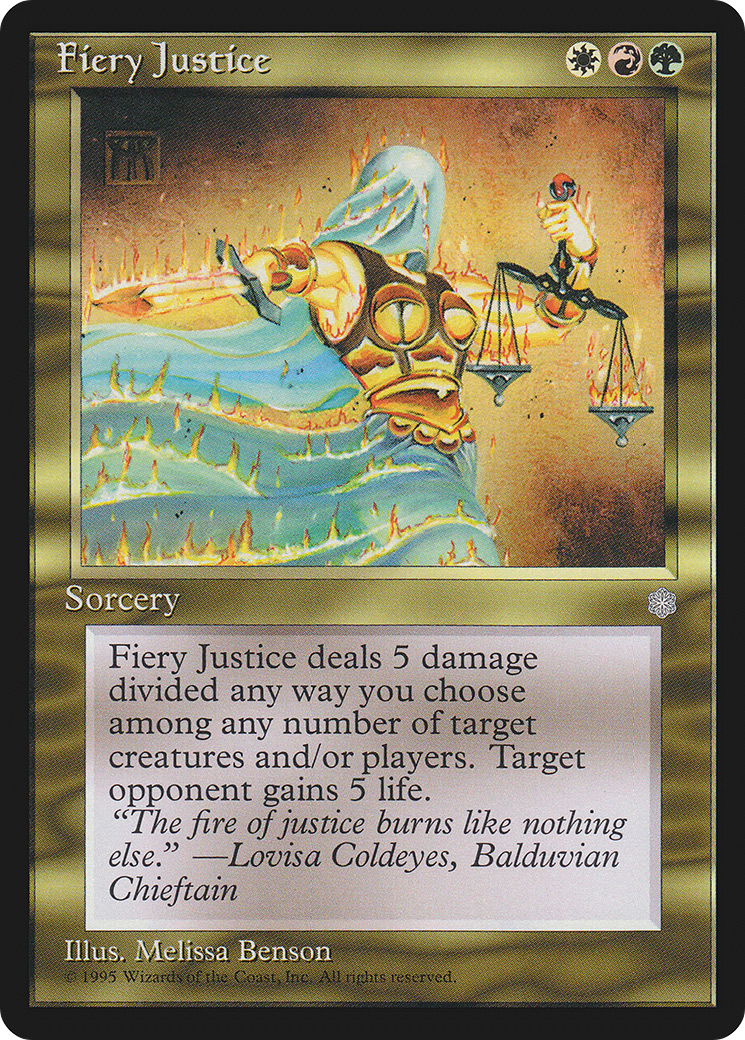 Fiery Justice
Sorcery
Fiery Justice deals 5 damage
divided any way you choose
among any number of target
creatures and/or players. Target
opponent gains 5 life.
“The fire of justice burns like nothing
else.” —Lovisa Coldeyes, Balduvian
Chieftain
Illus. Melissa Benson
© 1995 Wizards of the Coast, Inc. All rights reserved.